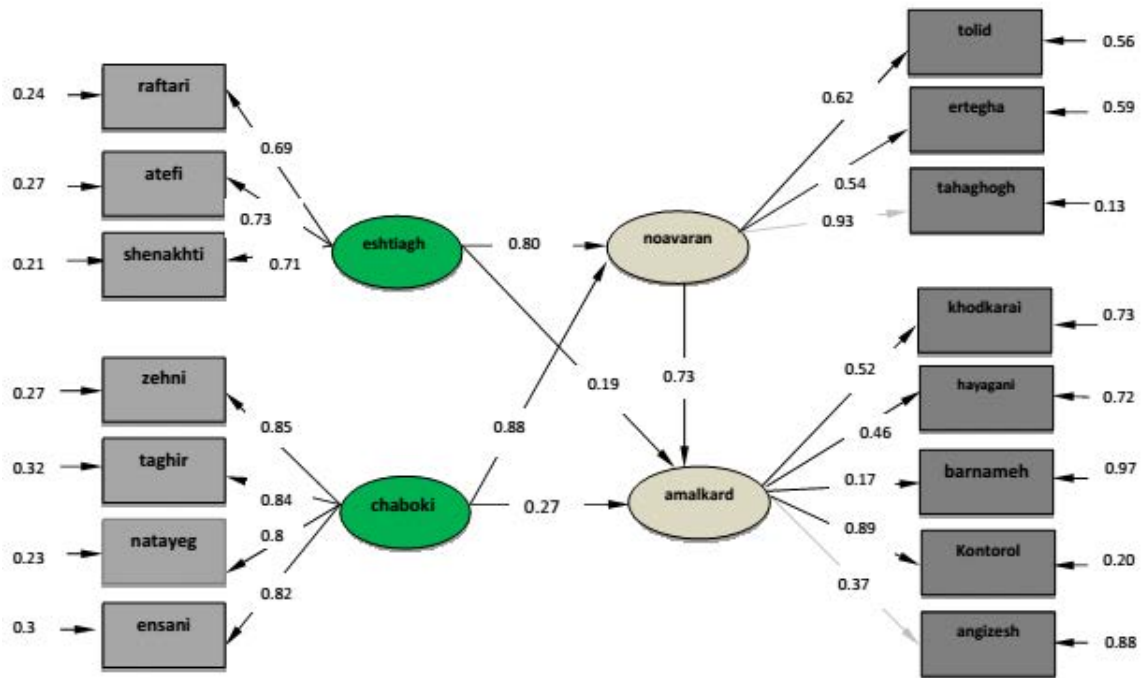 0.24
raftari
0.69
0.27
atefi
0.73
0.21
shenakhti
0.71
eshtiagh
0.80
noavaran
0.62
tolid
0.56
0.54
ertegha
0.59
0.93
tahaghogh
0.13
0.27
zehni
0.85
0.32
taghir
0.84
0.23
natayeg
0.8
0.3
ensani
0.82
chaboki
0.88
0.19
0.73
0.27
amalkard
0.52
khodkarai
0.73
0.46
hayagani
0.72
0.17
barnameh
0.97
0.89
Kontorol
0.20
0.37
angizesh
0.88